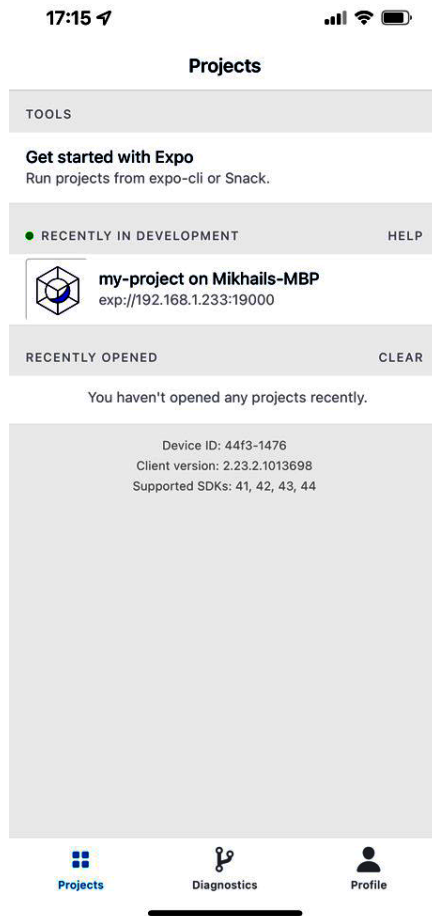 17:15
Projects
TOOLS
Get started with Expo
Run projects from expo-cli or Snack.
RECENTLY IN DEVELOPMENT HELP
my-project on Mikhails-MBP
exp://192.168.1.233:19000
RECENTLY OPENED CLEAR
You haven't opened any projects recently.
Device ID: 44f3-1476
Client version: 2.23.2.1013698
Supported SDKs: 41, 42, 43, 44
Projects Diagnostics Profile